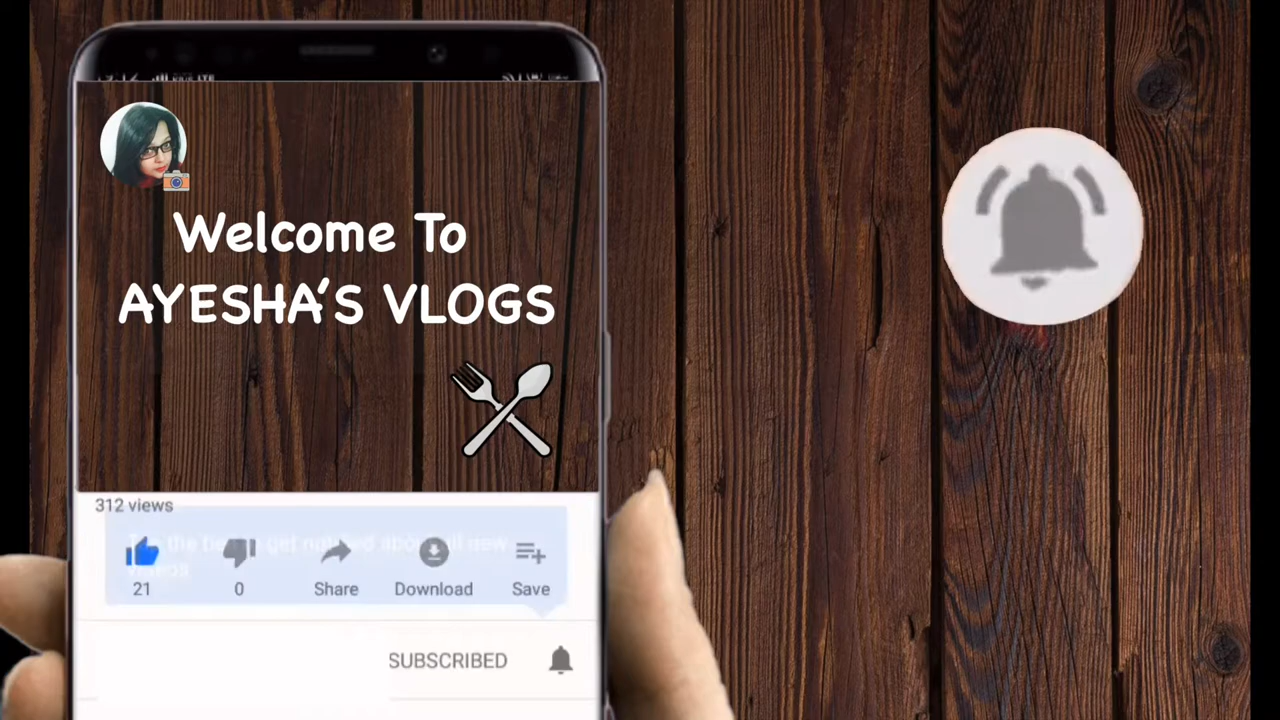 Welcome To
AYESHA'S VLOGS
312 views
21
0
Share
Download
Save
SUBSCRIBED